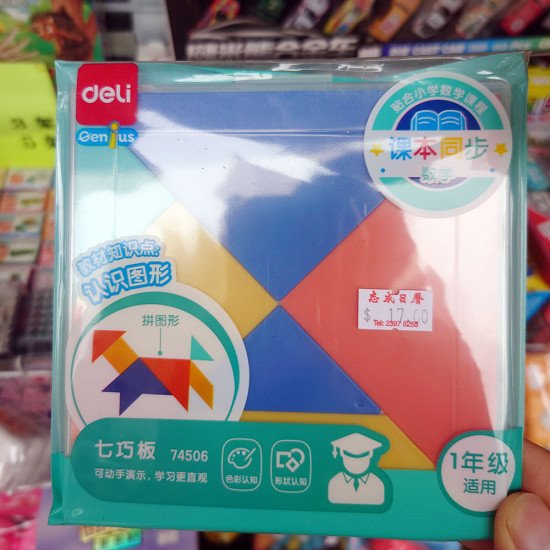 deli
Genius
贴合小学数学课程
课本同步
数学
教材知识点:
认识图形
拼图形
志成日曆
$ 17.00
Tel: 2397 8255
七巧板 74506
可动手演示,学习更直观
色彩认知
形状认知
1年级
适用